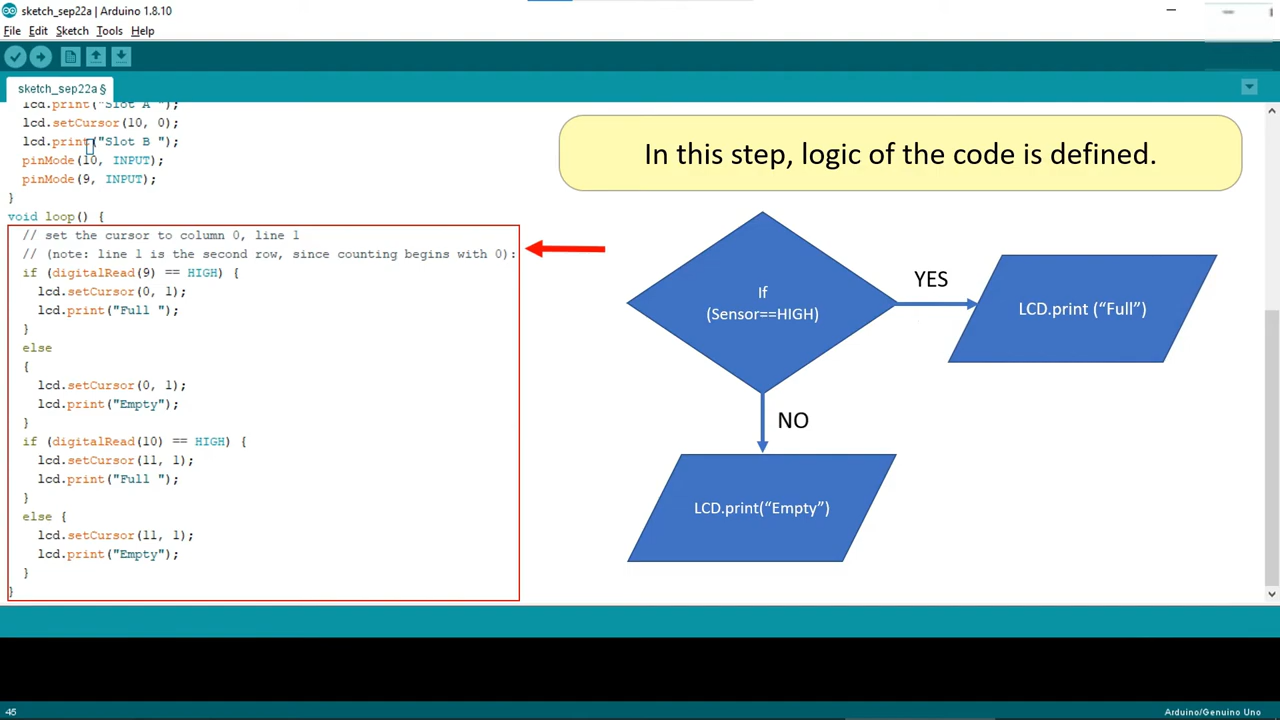 sketch_sep22a | Arduino 1.8.10
File Edit Sketch Tools Help
sketch_sep22a §
lcd.print("Slot A ");
lcd.setCursor(10, 0);
lcd.print("Slot B ");
pinMode(10, INPUT);
pinMode(9, INPUT);
}
void loop() {
// set the cursor to column 0, line 1
// (note: line 1 is the second row, since counting begins with 0):
if (digitalRead(9) == HIGH) {
lcd.setCursor(0, 1);
lcd.print("Full ");
}
else
{
lcd.setCursor(0, 1);
lcd.print("Empty");
}
if (digitalRead(10) == HIGH) {
lcd.setCursor(11, 1);
lcd.print("Full ");
}
else {
lcd.setCursor(11, 1);
lcd.print("Empty");
}
}
In this step, logic of the code is defined.
If
(Sensor==HIGH)
YES
LCD.print (“Full”)
NO
LCD.print(“Empty”)
45
Arduino/Genuino Uno